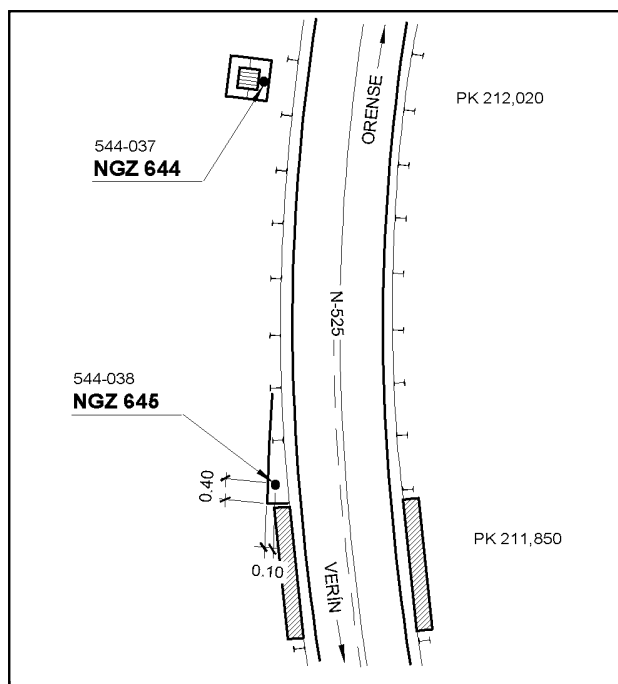 ORENSE
PK 212,020
544-037
NGZ 644
N-525
544-038
NGZ 645
0.40
0.10
PK 211,850
VERÍN